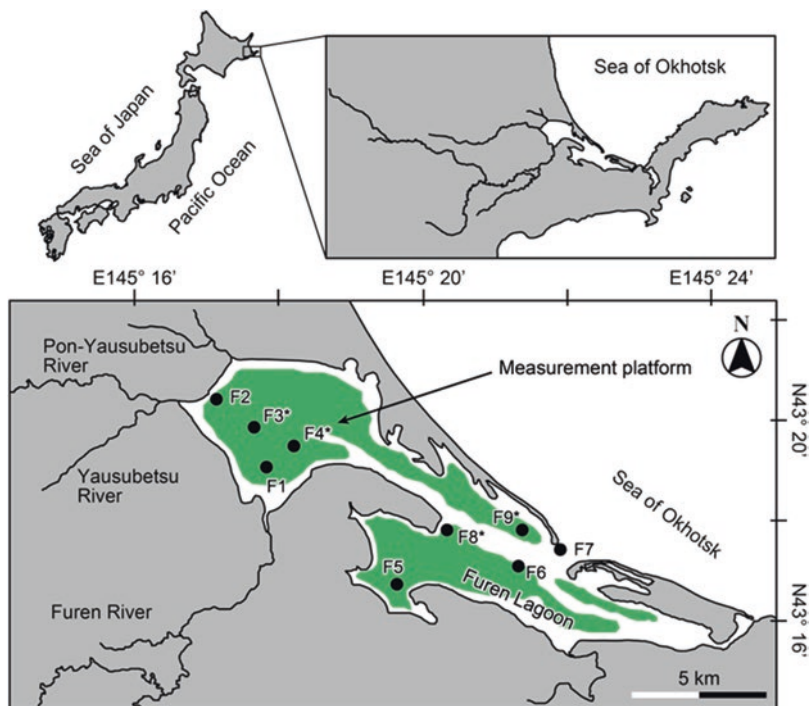 Sea of Japan
Pacific Ocean
Sea of Okhotsk
E145° 16'
E145° 20'
E145° 24'
N
Pon-Yausubetsu
River
Measurement platform
F2
F3*
F4*
N43° 20'
F1
Yausubetsu
River
Sea of Okhotsk
F9*
F8*
F7
F5
F6
Furen Lagoon
Furen River
N43° 16'
5 km